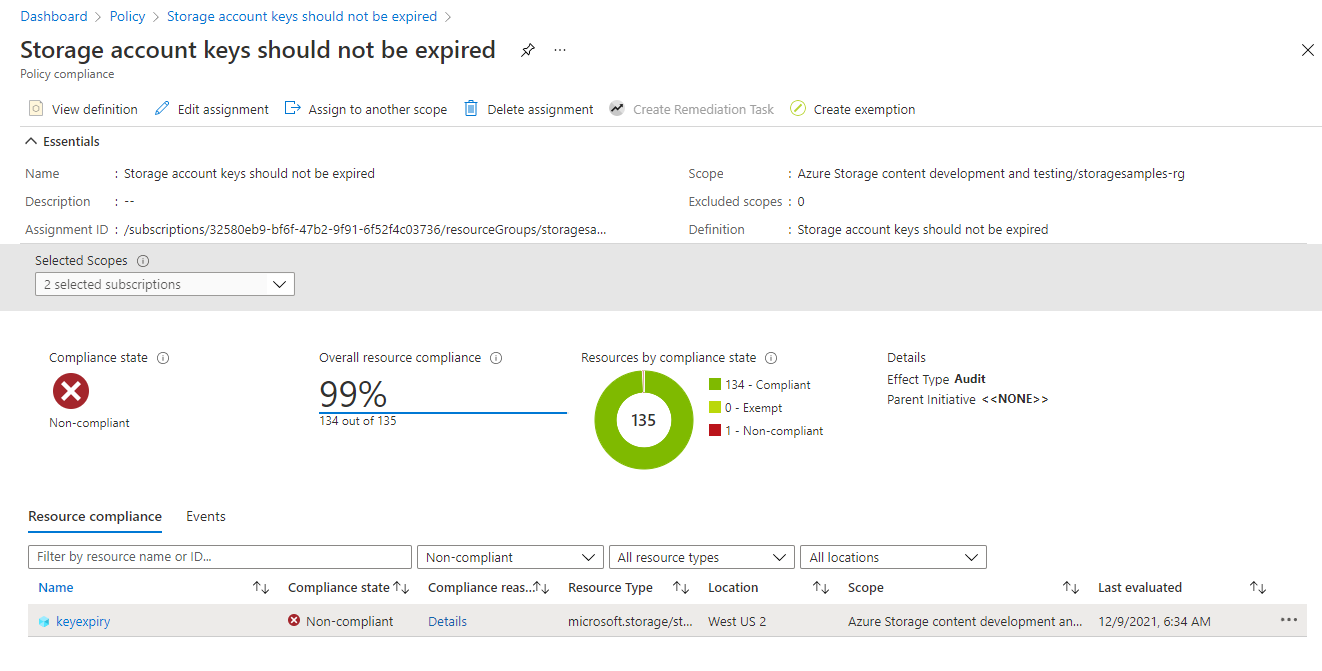 Dashboard > Policy > Storage account keys should not be expired >
Storage account keys should not be expired ...
Policy compliance
View definition Edit assignment Assign to another scope Delete assignment Create Remediation Task Create exemption
Essentials
Name : Storage account keys should not be expired Scope : Azure Storage content development and testing/storagesamples-rg
Description : -- Excluded scopes : 0
Assignment ID : /subscriptions/32580eb9-bf6f-47b2-9f91-6f52f4c03736/resourceGroups/storagesa... Definition : Storage account keys should not be expired
Selected Scopes
2 selected subscriptions
Compliance state Overall resource compliance Resources by compliance state Details
Non-compliant
99%
134 out of 135
135
134 - Compliant
0 - Exempt
1 - Non-compliant
Effect Type Audit
Parent Initiative <<NONE>>
Resource compliance Events
Filter by resource name or ID... Non-compliant All resource types All locations
Name Compliance state Compliance reas... Resource Type Location Scope Last evaluated
keyexpiry Non-compliant Details microsoft.storage/st... West US 2 Azure Storage content development an... 12/9/2021, 6:34 AM ...